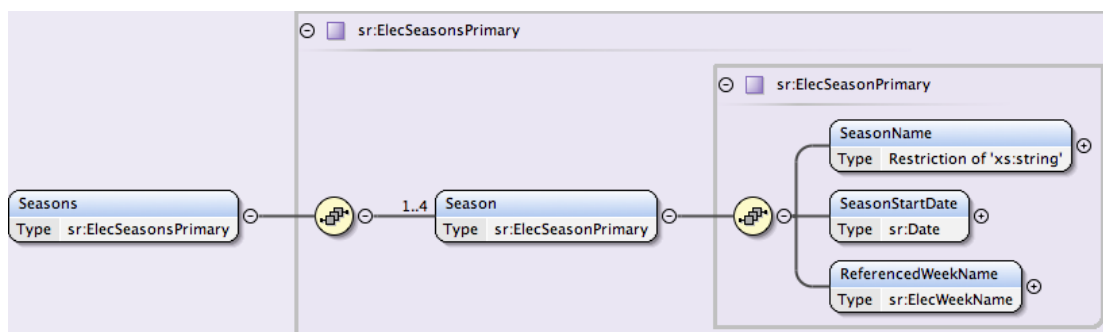 sr:ElecSeasonsPrimary
sr:ElecSeasonPrimary
SeasonName
Type Restriction of 'xs:string'
Seasons
Type sr:ElecSeasonsPrimary
1..4
Season
Type sr:ElecSeasonPrimary
SeasonStartDate
Type sr:Date
ReferencedWeekName
Type sr:ElecWeekName